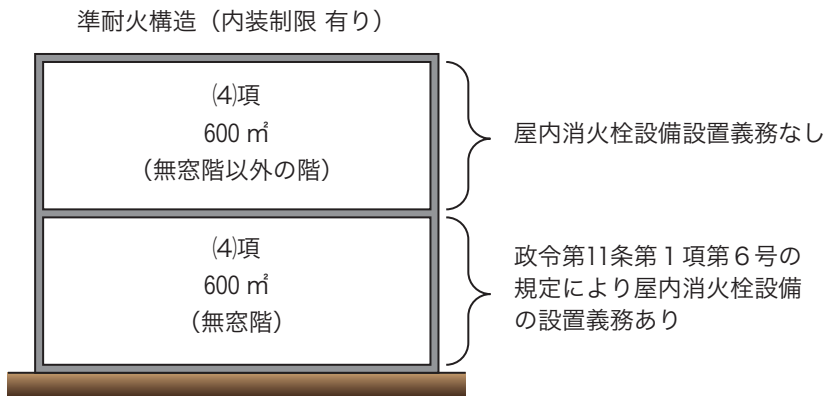 準耐火構造（内装制限 有り）
⑷項
600 ㎡
（無窓階以外の階）
屋内消火栓設備設置義務なし
⑷項
600 ㎡
（無窓階）
政令第11条第１項第６号の
規定により屋内消火栓設備
の設置義務あり